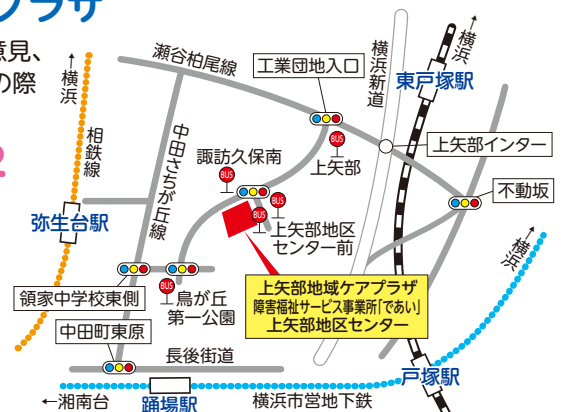 プラザ
意見、
の際
←横浜
相鉄線
弥生台駅
瀬谷柏尾線
中田さちが丘線
工業団地入口
横浜新道
←横浜
東戸塚駅
BUS
上矢部
上矢部インター
不動坂
諏訪久保南
BUS
BUS
BUS
上矢部地区
センター前
←横浜
領家中学校東側
BUS
鳥が丘
第一公園
上矢部地域ケアプラザ
障害福祉サービス事業所「であい」
上矢部地区センター
中田町東原
長後街道
戸塚駅
←湘南台
踊場駅
横浜市営地下鉄